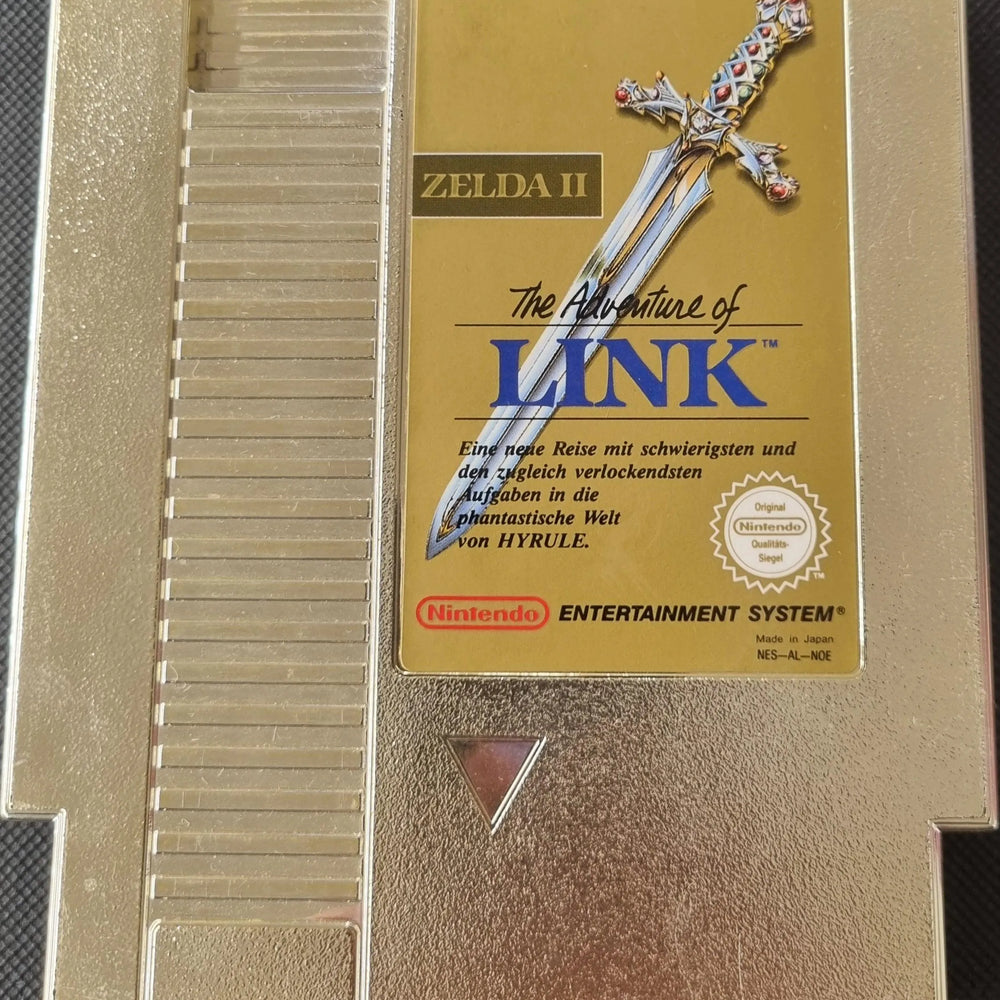 ZELDA II
The Adventure of
LINK™
Eine neue Reise mit schwierigsten und
den zugleich verlockendsten
Aufgaben in die
phantastische Welt
von HYRULE.
Original
Nintendo
Qualitäts-
Siegel
TM
Nintendo ENTERTAINMENT SYSTEM®
Made in Japan
NES—AL—NOE